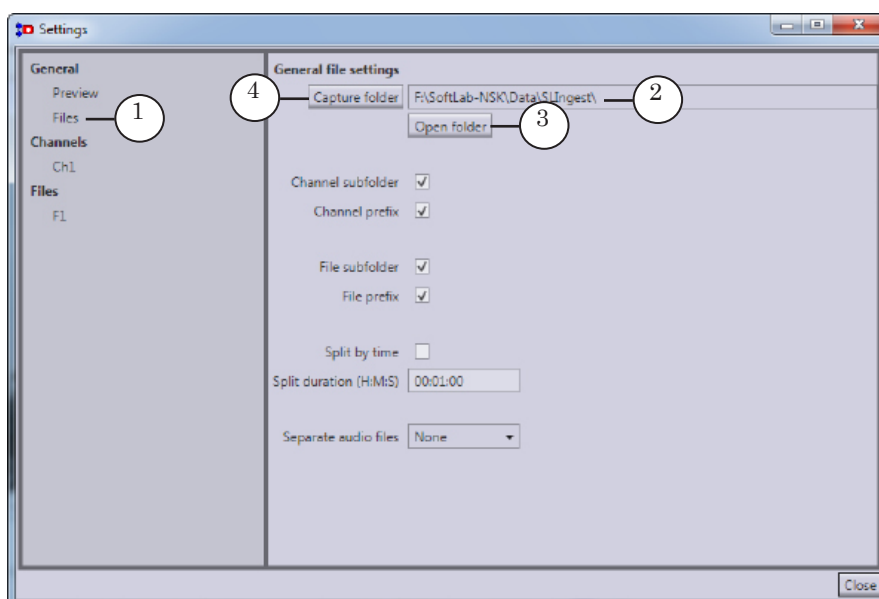 Settings
General
Preview
Files
1
Channels
Ch1
Files
F1
General file settings
4
Capture folder
F:\SoftLab-NSK\Data\SLIngest\
2
Open folder
3
Channel subfolder
Channel prefix
File subfolder
File prefix
Split by time
Split duration (H:M:S) 00:01:00
Separate audio files None
Close